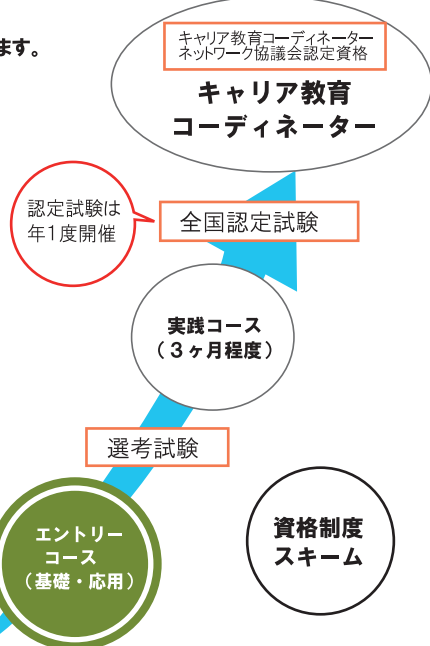 ます。
キャリア教育コーディネーター
ネットワーク協議会認定資格
キャリア教育
コーディネーター
認定試験は
年1度開催
全国認定試験
実践コース
（３ヶ月程度）
選考試験
エントリー
コース
（基礎・応用）
資格制度
スキーム